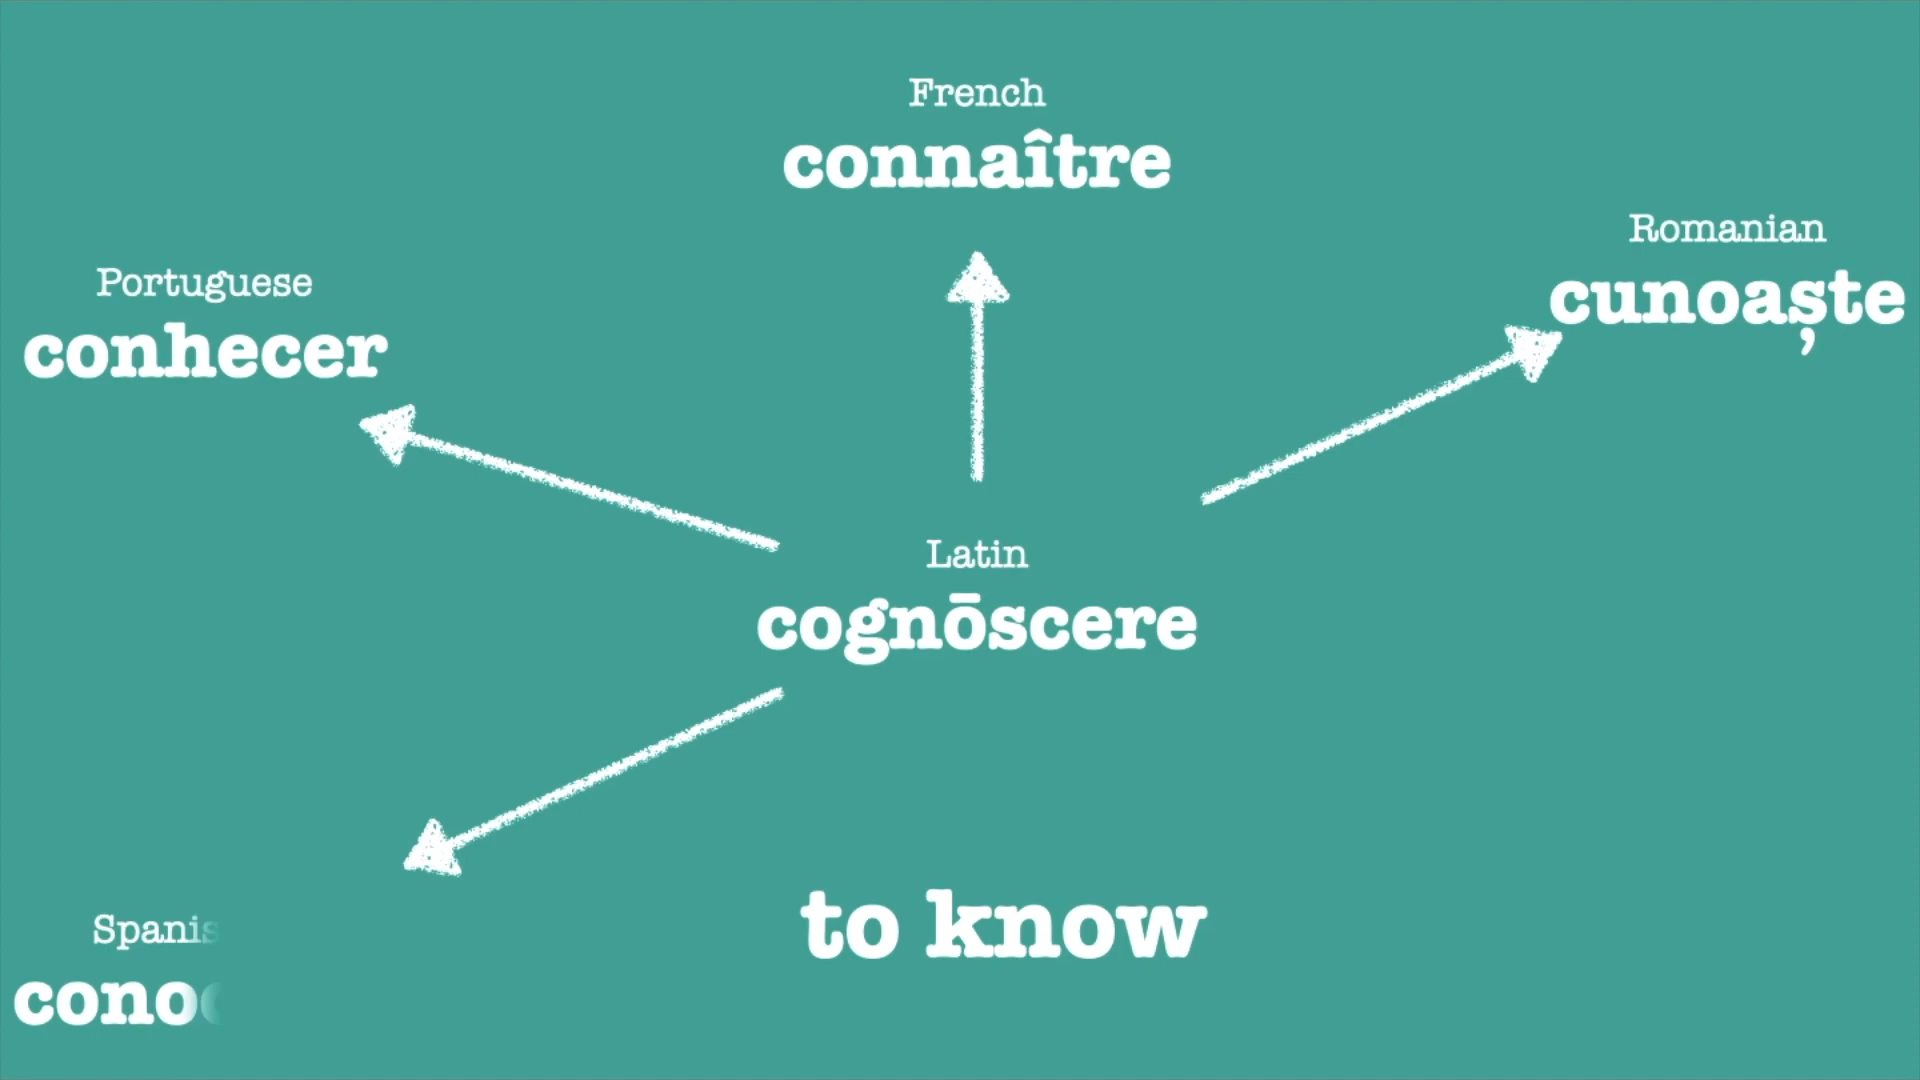 French
connaître
Romanian
cunoaște
Portuguese
conhecer
Latin
cognōscere
to know